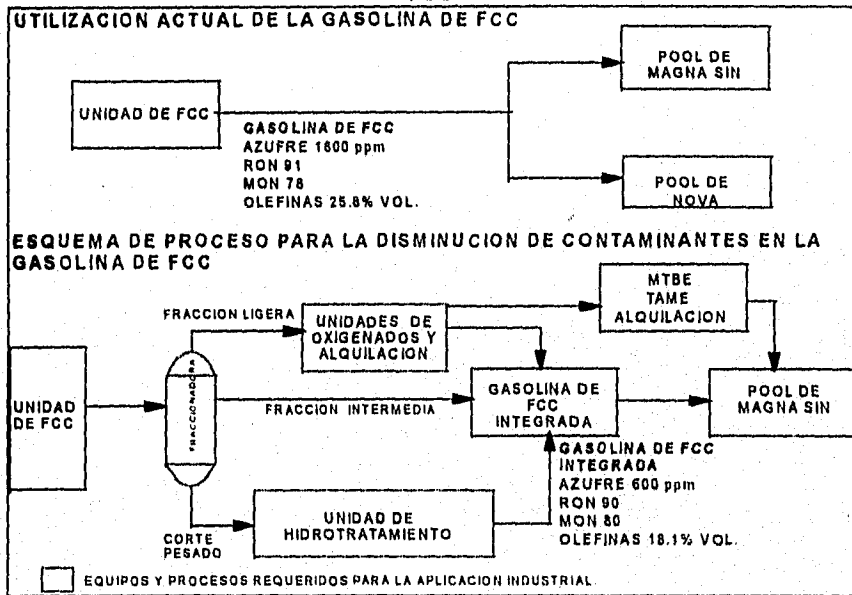 UTILIZACION ACTUAL DE LA GASOLINA DE FCC
UNIDAD DE FCC
GASOLINA DE FCC
AZUFRE 1600 ppm
RON 91
MON 78
OLEFINAS 25.8% VOL.
POOL DE
MAGNA SIN
POOL DE
NOVA
ESQUEMA DE PROCESO PARA LA DISMINUCION DE CONTAMINANTES EN LA
GASOLINA DE FCC
UNIDAD
DE FCC
FRACCIONADORA
FRACCION LIGERA
UNIDADES DE
OXIGENADOS Y
ALQUILACION
MTBE
TAME
ALQUILACION
FRACCION INTERMEDIA
GASOLINA DE
FCC
INTEGRADA
POOL DE
MAGNA SIN
CORTE
PESADO
UNIDAD DE
HIDROTRATAMIENTO
GASOLINA DE FCC
INTEGRADA
AZUFRE 600 ppm
RON 90
MON 80
OLEFINAS 18.1% VOL.
EQUIPOS Y PROCESOS REQUERIDOS PARA LA APLICACION INDUSTRIAL